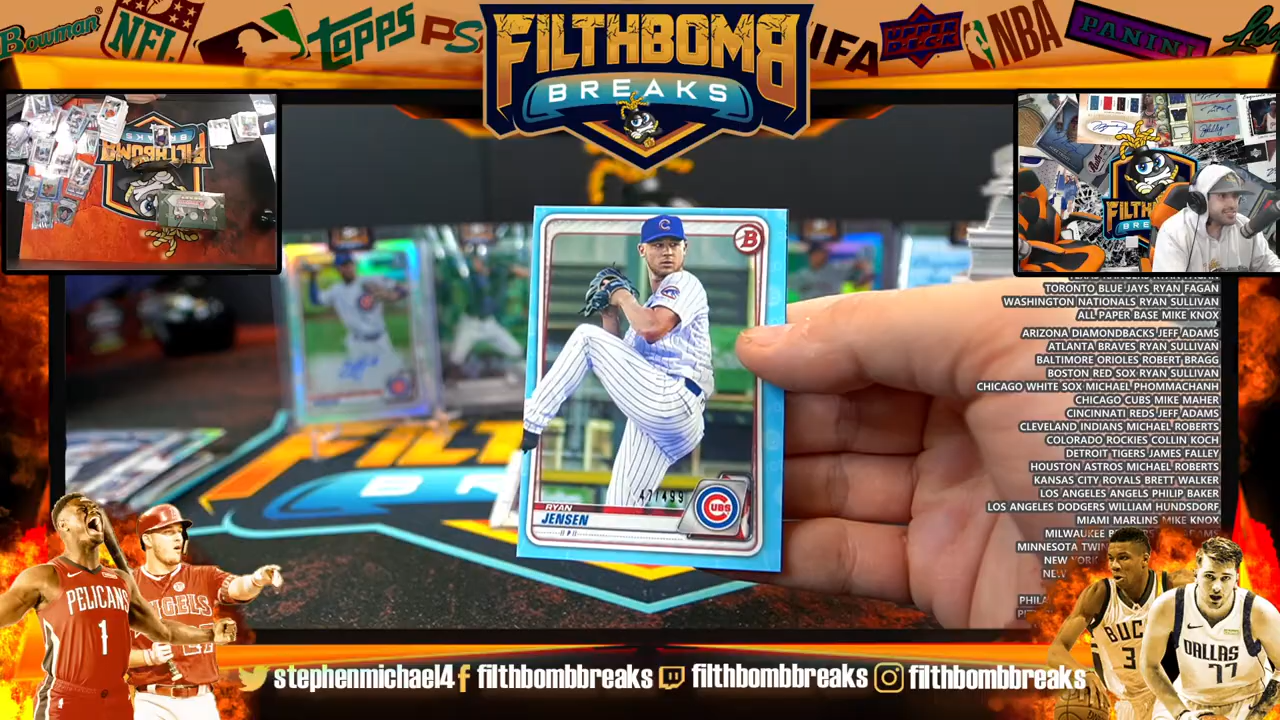 Bowman
NFL
TOPPS
PS
FILTHBOMB
BREAKS
FIFA
UPPER DECK
NBA
PANINI
TORONTO BLUE JAYS RYAN FAGAN
WASHINGTON NATIONALS RYAN SULLIVAN
ALL PAPER BASE MIKE KNOX
ARIZONA DIAMONDBACKS JEFF ADAMS
ATLANTA BRAVES RYAN SULLIVAN
BALTIMORE ORIOLES ROBERT BRAGG
BOSTON RED SOX RYAN SULLIVAN
CHICAGO WHITE SOX MICHAEL PHOMMACHANH
CHICAGO CUBS MIKE MAHER
CINCINNATI REDS JEFF ADAMS
CLEVELAND INDIANS MICHAEL ROBERTS
COLORADO ROCKIES COLLIN KOCH
DETROIT TIGERS JAMES FALLEY
HOUSTON ASTROS MICHAEL ROBERTS
KANSAS CITY ROYALS BRETT WALKER
LOS ANGELES ANGELS PHILIP BAKER
LOS ANGELES DODGERS WILLIAM HUNDSDORF
MIAMI MARLINS MIKE KNOX
B
C
RYAN
JENSEN
P
CUBS
PELICANS
1
ANGELS
BUC
3
DALLAS
77
stephenmichael4 filthbombbreaks filthbombbreaks filthbombbreaks